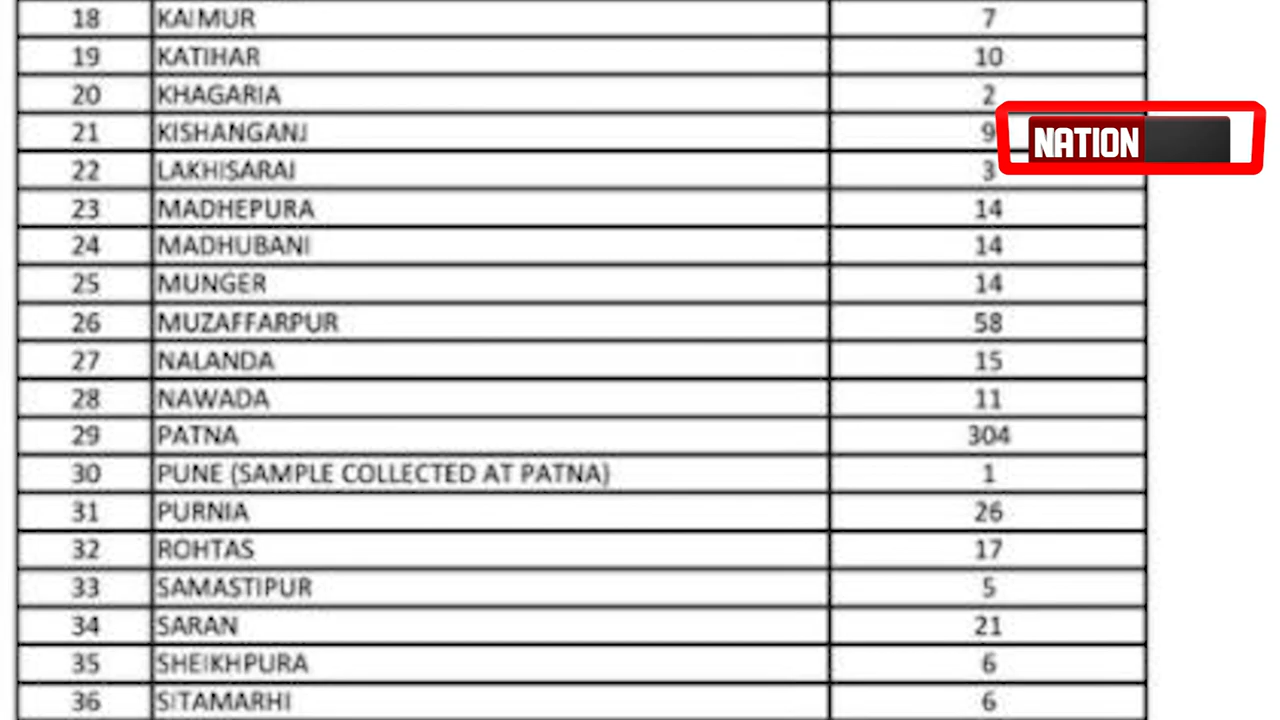 18 KAIMUR 7
19 KATIHAR 10
20 KHAGARIA 2
21 KISHANGANJ 9
NATION
22 LAKHISARAI 3
23 MADHEPURA 14
24 MADHUBANI 14
25 MUNGER 14
26 MUZAFFARPUR 58
27 NALANDA 15
28 NAWADA 11
29 PATNA 304
30 PUNE (SAMPLE COLLECTED AT PATNA) 1
31 PURNIA 26
32 ROHTAS 17
33 SAMASTIPUR 5
34 SARAN 21
35 SHEIKHPURA 6
36 SITAMARHI 6